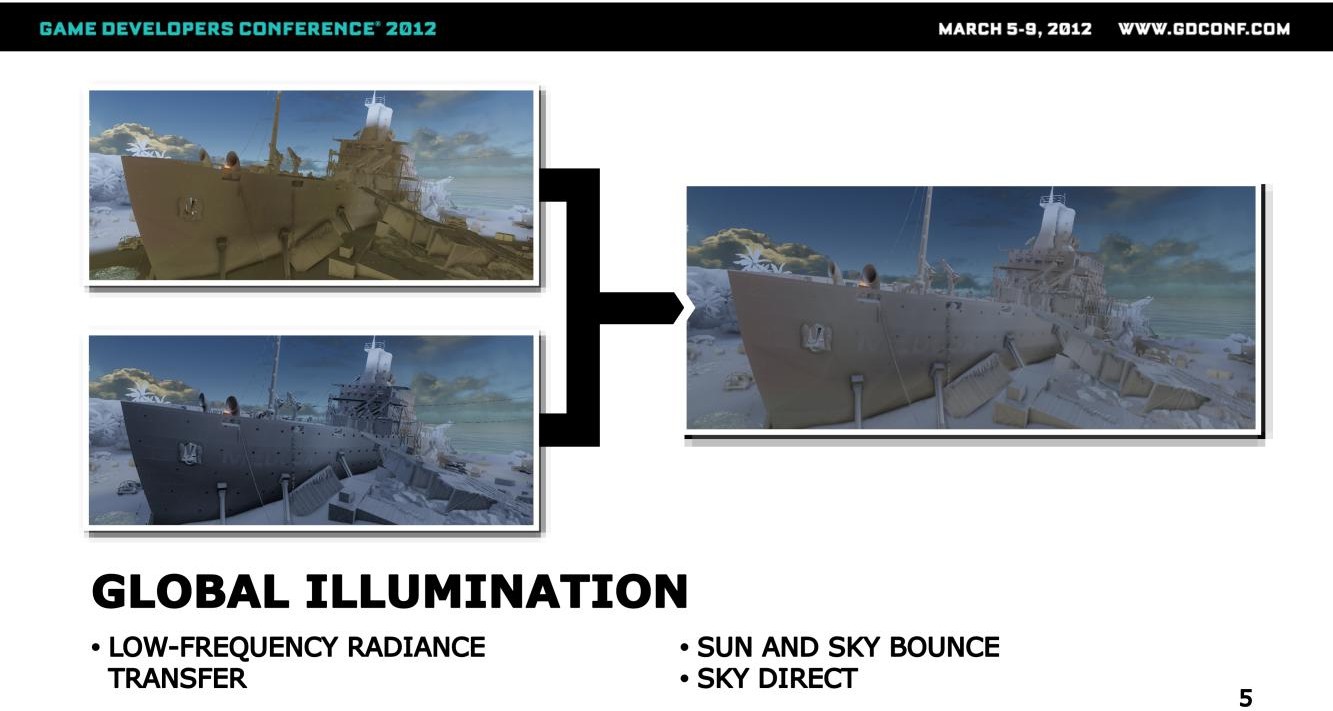 GAME DEVELOPERS CONFERENCE® 2012
MARCH 5-9, 2012 WWW.GDCONF.COM
GLOBAL ILLUMINATION
• LOW-FREQUENCY RADIANCE
TRANSFER
• SUN AND SKY BOUNCE
• SKY DIRECT
5